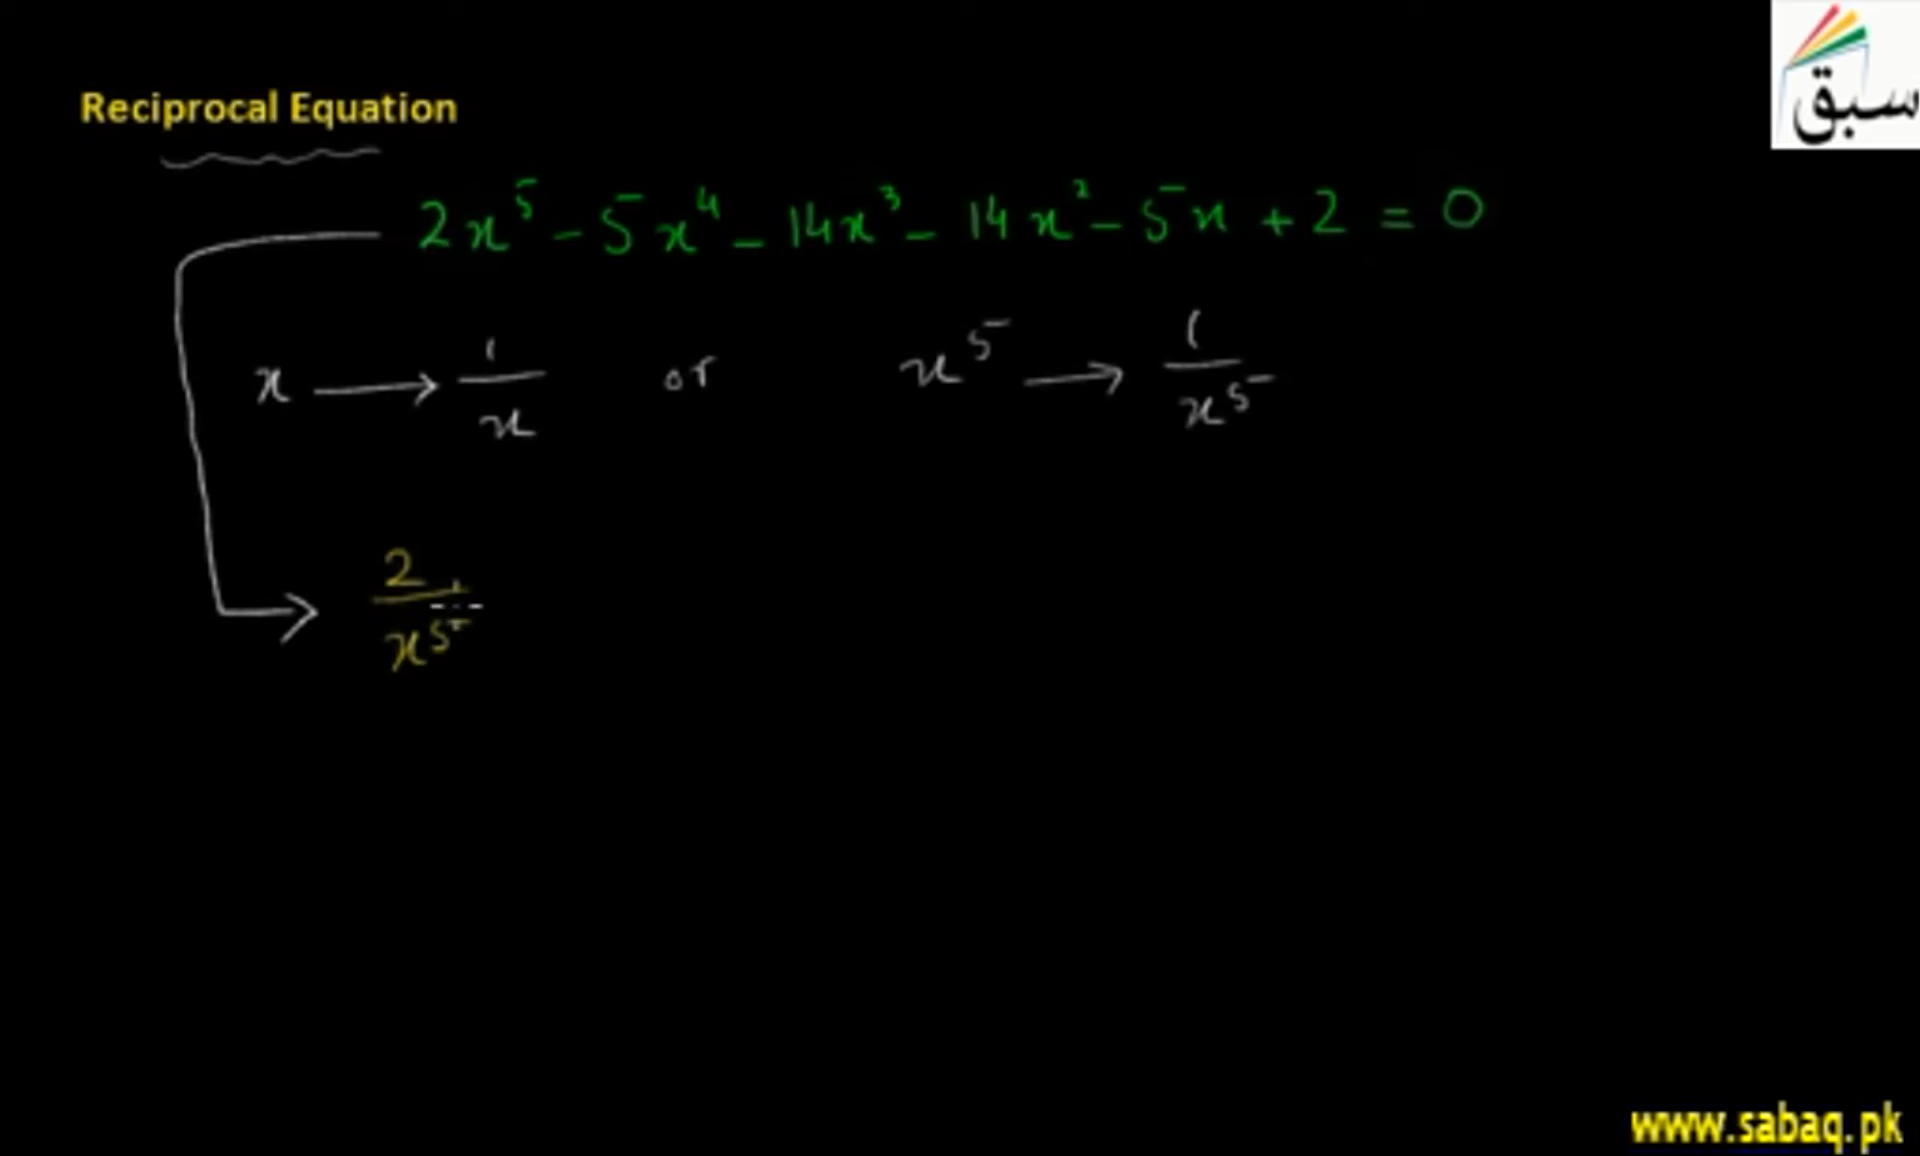 سبق
Reciprocal Equation
2x⁵ - 5x⁴ - 14x³ - 14x² - 5x + 2 = 0
x → 1/x or x⁵ → 1/x⁵
2/x⁵
www.sabaq.pk